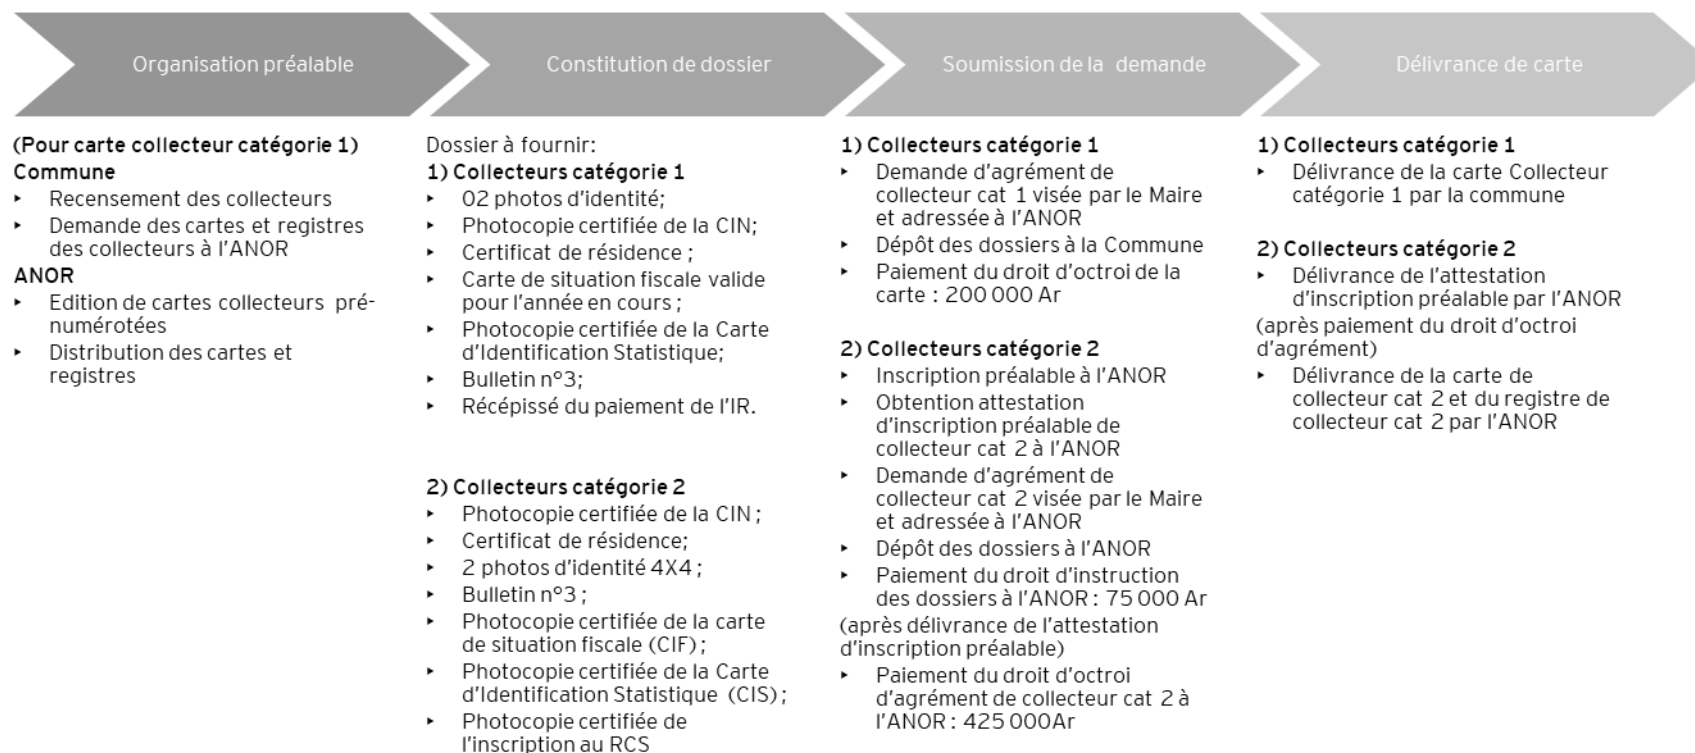 Organisation préalable
Constitution de dossier
Soumission de la demande
Délivrance de carte
(Pour carte collecteur catégorie 1)
Commune
‣ Recensement des collecteurs
‣ Demande des cartes et registres
des collecteurs à l'ANOR
ANOR
‣ Edition de cartes collecteurs pré-
numérotées
‣ Distribution des cartes et
registres
Dossier à fournir:
1) Collecteurs catégorie 1
‣ 02 photos d'identité;
‣ Photocopie certifiée de la CIN;
‣ Certificat de résidence ;
‣ Carte de situation fiscale valide
pour l'année en cours ;
‣ Photocopie certifiée de la Carte
d'Identification Statistique;
‣ Bulletin n°3;
‣ Récépissé du paiement de l'IR.
2) Collecteurs catégorie 2
‣ Photocopie certifiée de la CIN ;
‣ Certificat de résidence;
‣ 2 photos d'identité 4X4 ;
‣ Bulletin n°3 ;
‣ Photocopie certifiée de la carte
de situation fiscale (CIF) ;
‣ Photocopie certifiée de la Carte
d'Identification Statistique (CIS) ;
‣ Photocopie certifiée de
l'inscription au RCS
1) Collecteurs catégorie 1
‣ Demande d'agrément de
collecteur cat 1 visée par le Maire
et adressée à l'ANOR
‣ Dépôt des dossiers à la Commune
‣ Paiement du droit d'octroi de la
carte : 200 000 Ar
2) Collecteurs catégorie 2
‣ Inscription préalable à l'ANOR
‣ Obtention attestation
d'inscription préalable de
collecteur cat 2 à l'ANOR
‣ Demande d'agrément de
collecteur cat 2 visée par le Maire
et adressée à l'ANOR
‣ Dépôt des dossiers à l'ANOR
‣ Paiement du droit d'instruction
des dossiers à l'ANOR : 75 000 Ar
(après délivrance de l'attestation
d'inscription préalable)
‣ Paiement du droit d'octroi
d'agrément de collecteur cat 2 à
l'ANOR : 425 000Ar
1) Collecteurs catégorie 1
‣ Délivrance de la carte Collecteur
catégorie 1 par la commune
2) Collecteurs catégorie 2
‣ Délivrance de l'attestation
d'inscription préalable par l'ANOR
(après paiement du droit d'octroi
d'agrément)
‣ Délivrance de la carte de
collecteur cat 2 et du registre de
collecteur cat 2 par l'ANOR